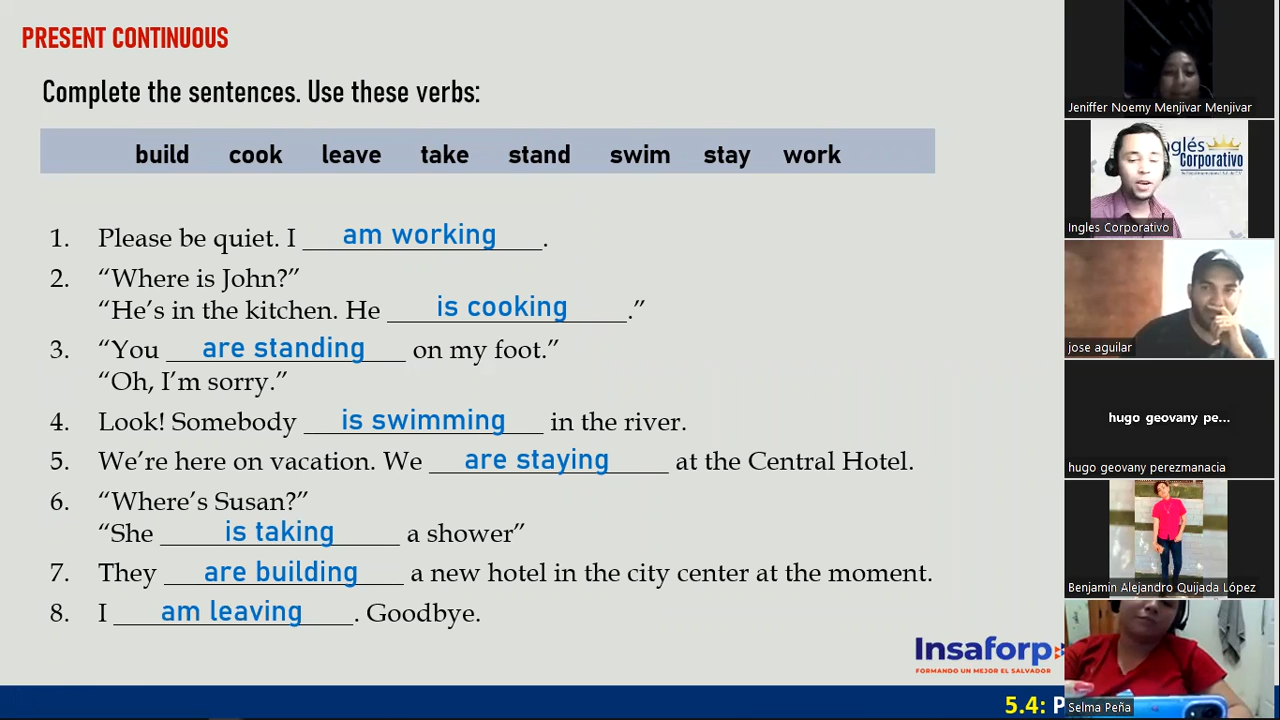 PRESENT CONTINUOUS
Complete the sentences. Use these verbs:
build cook leave take stand swim stay work
1. Please be quiet. I am working.
2. “Where is John?”
“He’s in the kitchen. He is cooking.”
3. “You are standing on my foot.”
“Oh, I’m sorry.”
4. Look! Somebody is swimming in the river.
5. We’re here on vacation. We are staying at the Central Hotel.
6. “Where’s Susan?”
“She is taking a shower”
7. They are building a new hotel in the city center at the moment.
8. I am leaving. Goodbye.
Insaforp
FORMANDO UN MEJOR EL SALVADOR
5.4: P
Jeniffer Noemy Menjivar Menjivar
glés
Corporativo
Ingles Corporativo
jose aguilar
hugo geovany pe...
hugo geovany perezmanacia
Benjamin Alejandro Quijada López
Selma Peña